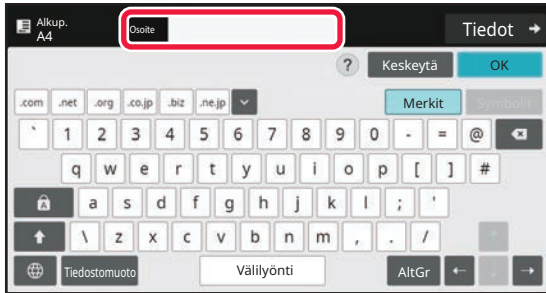 Alkup.
A4
Osoite
Tiedot →
? Keskeytä OK
.com .net .org .co.jp .biz .ne.jp Merkit Symbolit
` 1 2 3 4 5 6 7 8 9 0 - = @
q w e r t y u i o p [ ] #
A a s d f g h j k l ; '
\ z x c v b n m , . /
Tiedostomuoto Välilyönti AltGr ← ↓ →